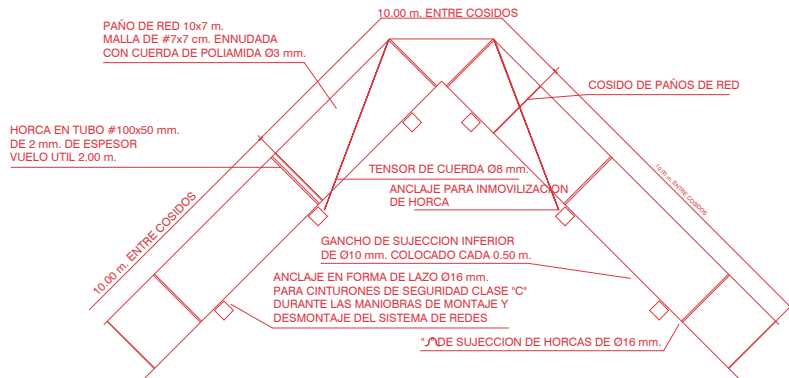 10.00 m. ENTRE COSIDOS
PAÑO DE RED 10x7 m.
MALLA DE #7x7 cm. ENNUDADA
CON CUERDA DE POLIAMIDA Ø3 mm.
COSIDO DE PAÑOS DE RED
HORCA EN TUBO #100x50 mm.
DE 2 mm. DE ESPESOR
VUELO UTIL 2.00 m.
TENSOR DE CUERDA Ø8 mm.
ANCLAJE PARA INMOVILIZACION
DE HORCA
10.00 m. ENTRE COSIDOS
10.00 m. ENTRE COSIDOS
GANCHO DE SUJECCION INFERIOR
DE Ø10 mm. COLOCADO CADA 0.50 m.
ANCLAJE EN FORMA DE LAZO Ø16 mm.
PARA CINTURONES DE SEGURIDAD CLASE "C"
DURANTE LAS MANIOBRAS DE MONTAJE Y
DESMONTAJE DEL SISTEMA DE REDES
DE SUJECCION DE HORCAS DE Ø16 mm.